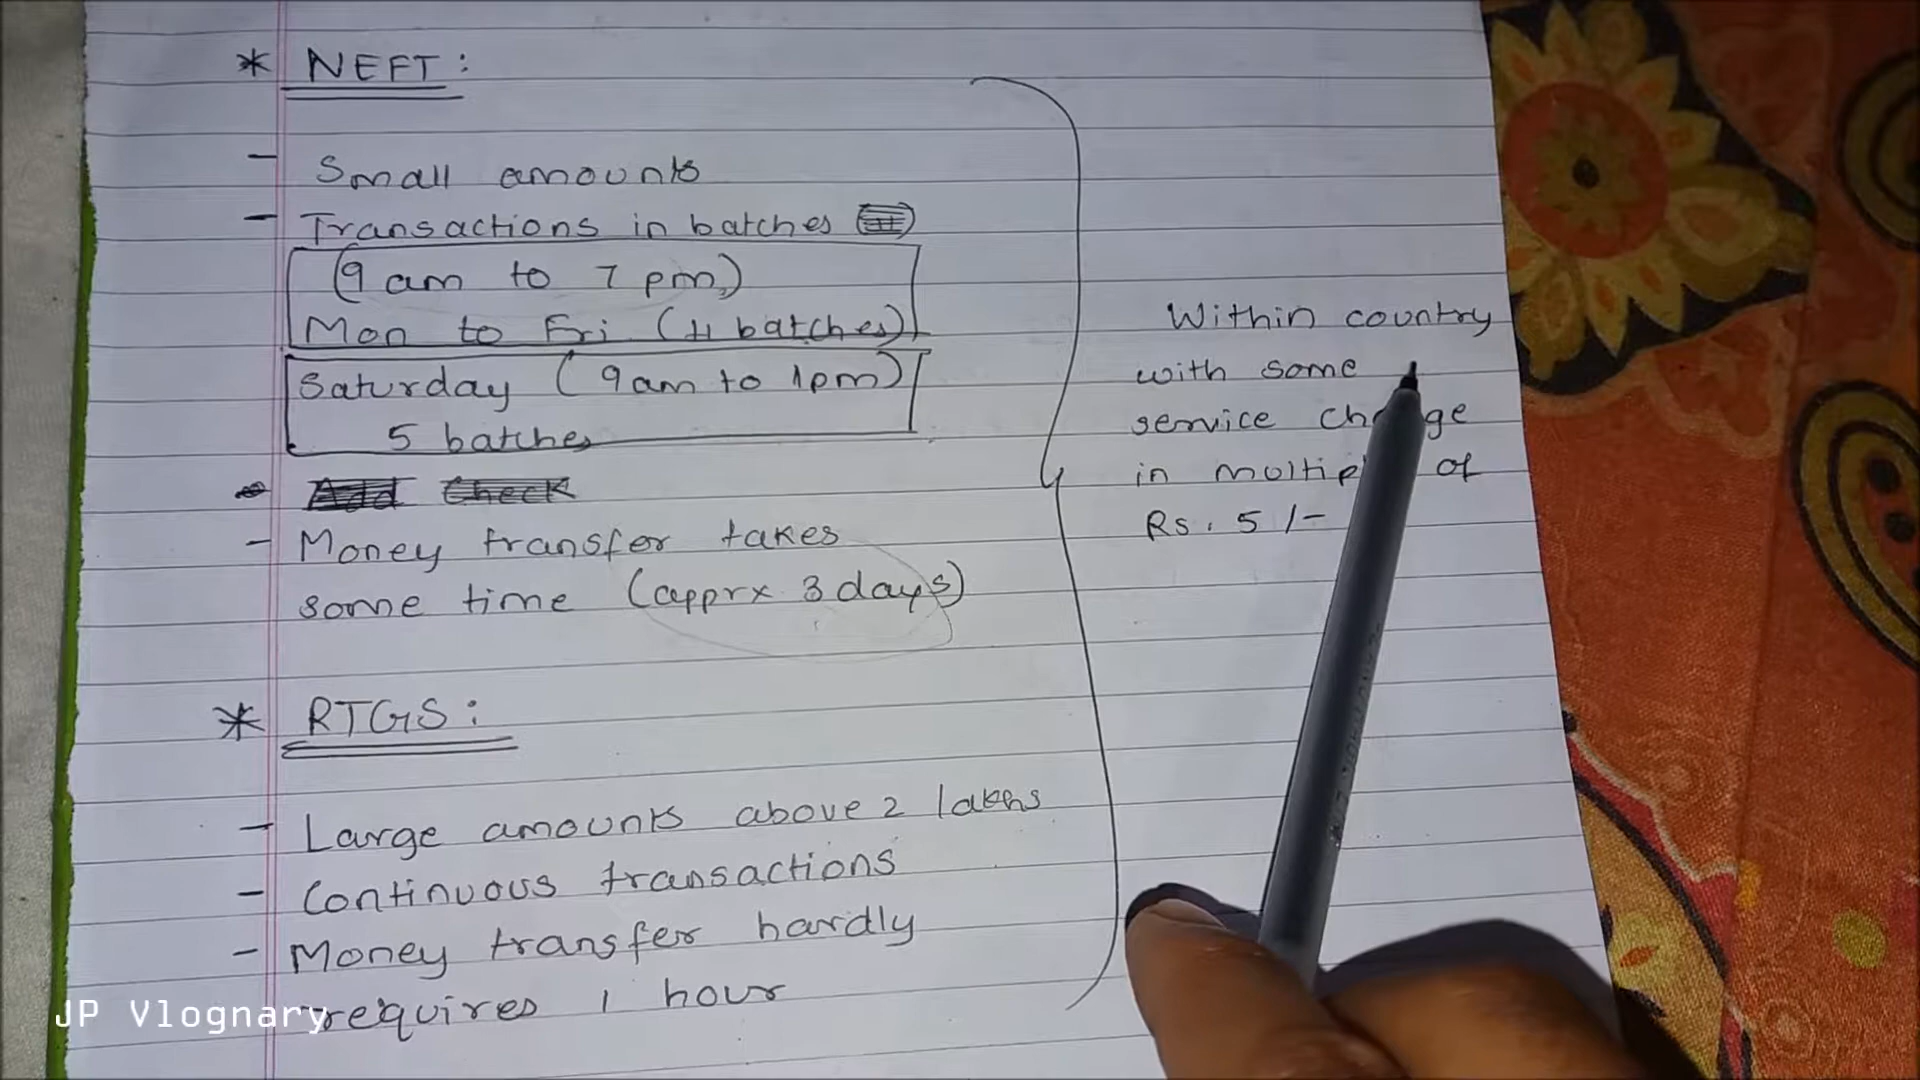 * NEFT :
- Small amounts
- Transactions in batches
(9 am to 7 pm)
Mon to Fri (11 batches)
Saturday (9am to 1pm)
5 batches
- Add Check
- Money transfer takes
some time (apprx 3 days)
* RTGS :
- Large amounts above 2 lakhs
- Continuous transactions
- Money transfer hardly
requires 1 hour
Within country
with some
service
in of
Rs. 5 /-
JP Vlognary